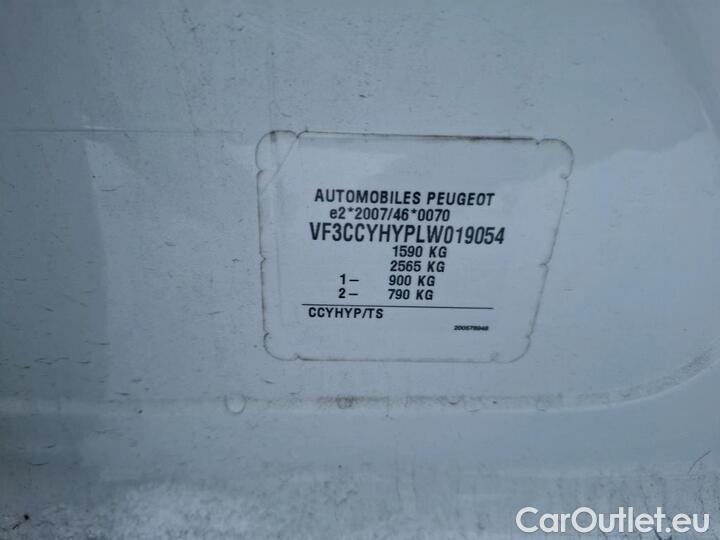 AUTOMOBILES PEUGEOT
e2*2007/46*0070
VF3CCYHYPLW019054
1590 KG
2565 KG
1– 900 KG
2– 790 KG
CCYHYP/TS
200578948
CarOutlet.eu